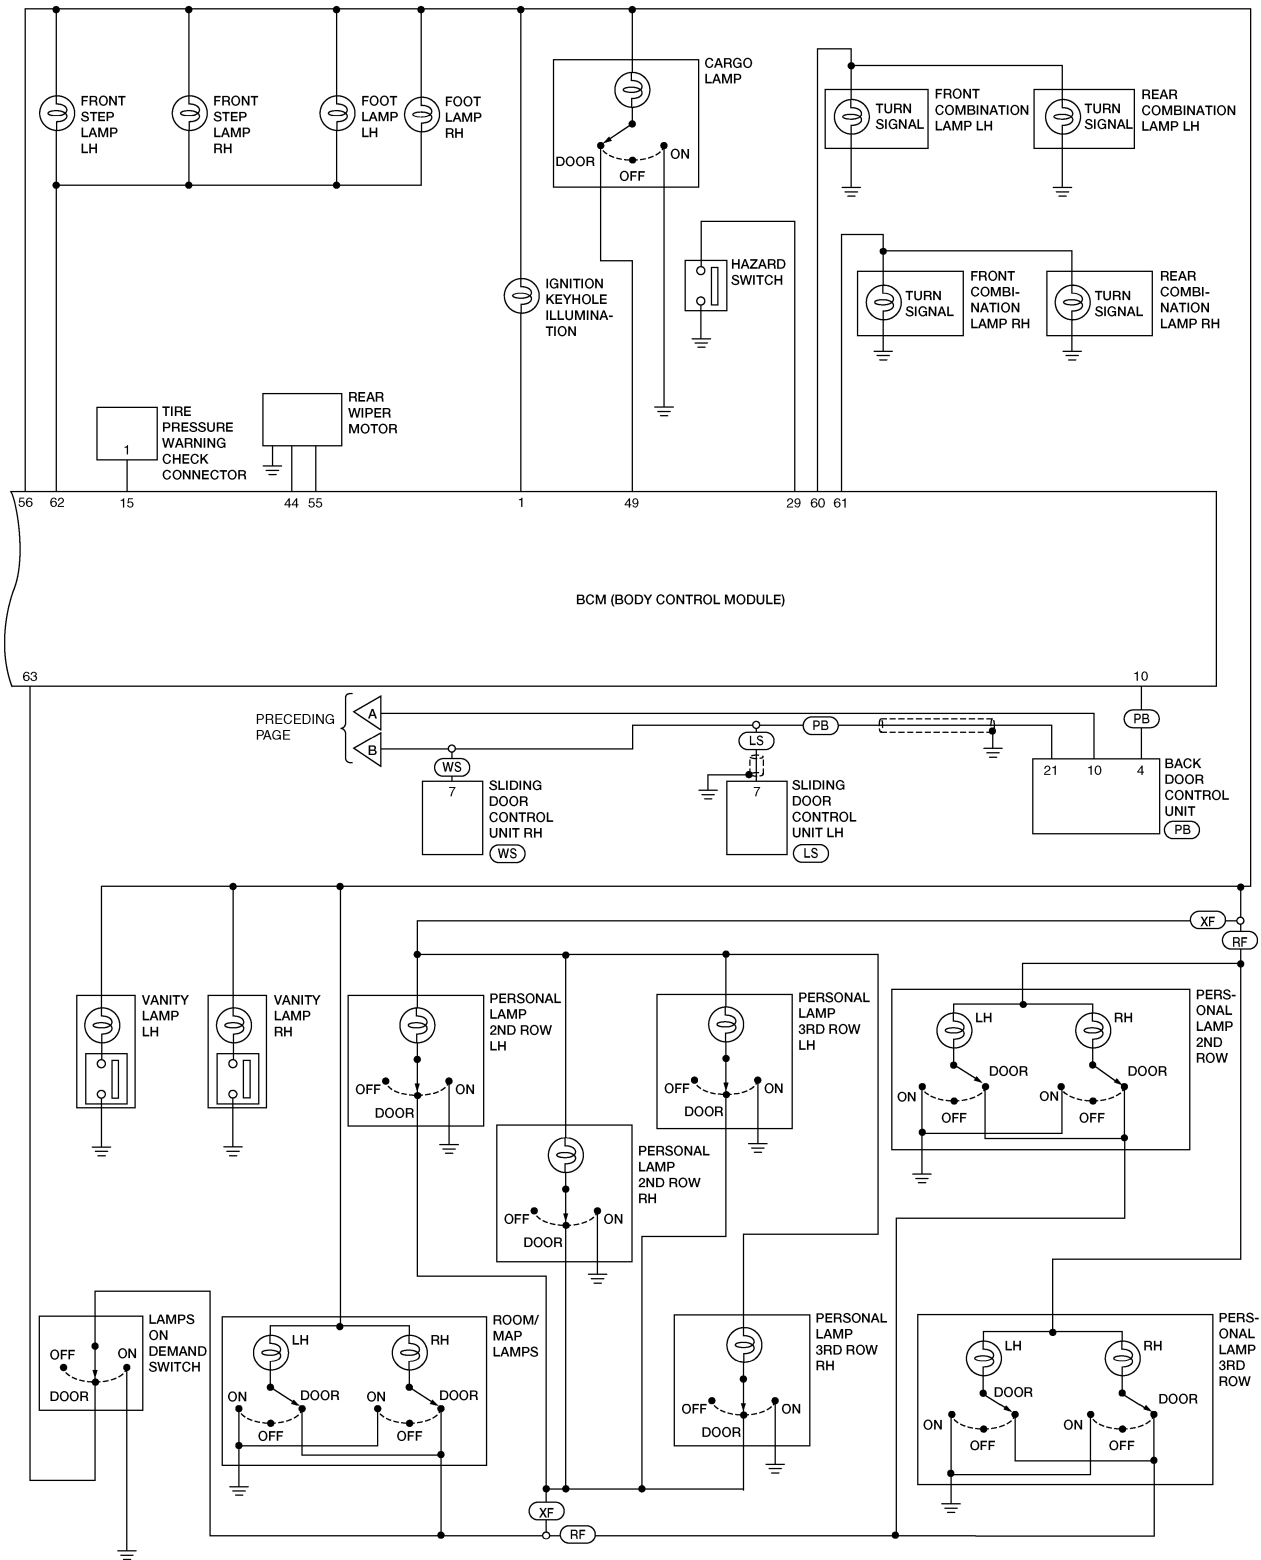 CARGO
LAMP
FRONT
STEP
LAMP
LH
FRONT
STEP
LAMP
RH
FOOT
LAMP
LH
FOOT
LAMP
RH
DOOR
OFF
ON
TURN
SIGNAL
FRONT
COMBINATION
LAMP LH
TURN
SIGNAL
REAR
COMBINATION
LAMP LH
IGNITION
KEYHOLE
ILLUMINA-
TION
HAZARD
SWITCH
TURN
SIGNAL
FRONT
COMBI-
NATION
LAMP RH
TURN
SIGNAL
REAR
COMBI-
NATION
LAMP RH
1
TIRE
PRESSURE
WARNING
CHECK
CONNECTOR
REAR
WIPER
MOTOR
56 62 15 44 55 1 49 29 60 61
BCM (BODY CONTROL MODULE)
63
10
PRECEDING
PAGE
A
B
WS
7
SLIDING
DOOR
CONTROL
UNIT RH
WS
LS
7
SLIDING
DOOR
CONTROL
UNIT LH
LS
PB
PB
21 10 4
BACK
DOOR
CONTROL
UNIT
PB
XF
RF
VANITY
LAMP
LH
VANITY
LAMP
RH
PERSONAL
LAMP
2ND ROW
LH
OFF
ON
DOOR
PERSONAL
LAMP
3RD ROW
LH
OFF
ON
DOOR
LH
RH
DOOR
DOOR
ON
OFF
ON
OFF
PERS-
ONAL
LAMP
2ND
ROW
PERSONAL
LAMP
2ND ROW
RH
OFF
ON
DOOR
LAMPS
ON
DEMAND
SWITCH
OFF
ON
DOOR
LH
RH
DOOR
DOOR
ON
OFF
ON
OFF
ROOM/
MAP
LAMPS
PERSONAL
LAMP
3RD ROW
RH
OFF
ON
DOOR
LH
RH
DOOR
DOOR
ON
OFF
ON
OFF
PERS-
ONAL
LAMP
3RD
ROW
XF
RF